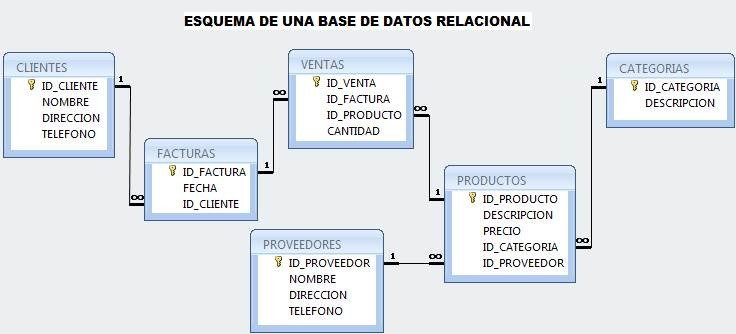 ESQUEMA DE UNA BASE DE DATOS RELACIONAL
CLIENTES
ID_CLIENTE
NOMBRE
DIRECCION
TELEFONO
1
∞
FACTURAS
ID_FACTURA
FECHA
ID_CLIENTE
1
∞
VENTAS
ID_VENTA
ID_FACTURA
ID_PRODUCTO
CANTIDAD
∞
1
PROVEEDORES
ID_PROVEEDOR
NOMBRE
DIRECCION
TELEFONO
1
∞
PRODUCTOS
ID_PRODUCTO
DESCRIPCION
PRECIO
ID_CATEGORIA
ID_PROVEEDOR
∞
1
CATEGORIAS
ID_CATEGORIA
DESCRIPCION